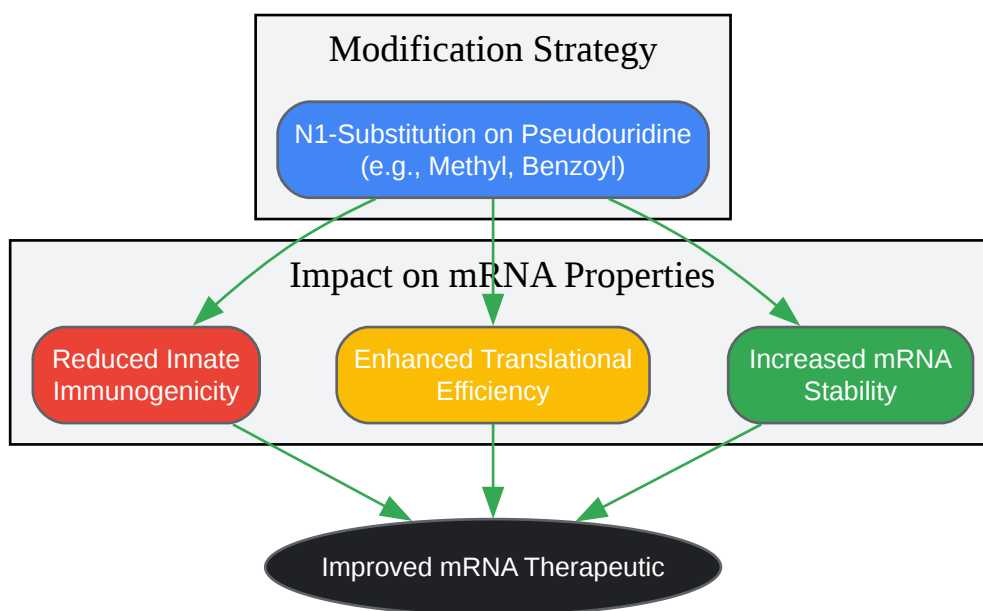 Modification Strategy
N1-Substitution on Pseudouridine
(e.g., Methyl, Benzoyl)
Impact on mRNA Properties
Reduced Innate
Immunogenicity
Enhanced Translational
Efficiency
Increased mRNA
Stability
Improved mRNA Therapeutic